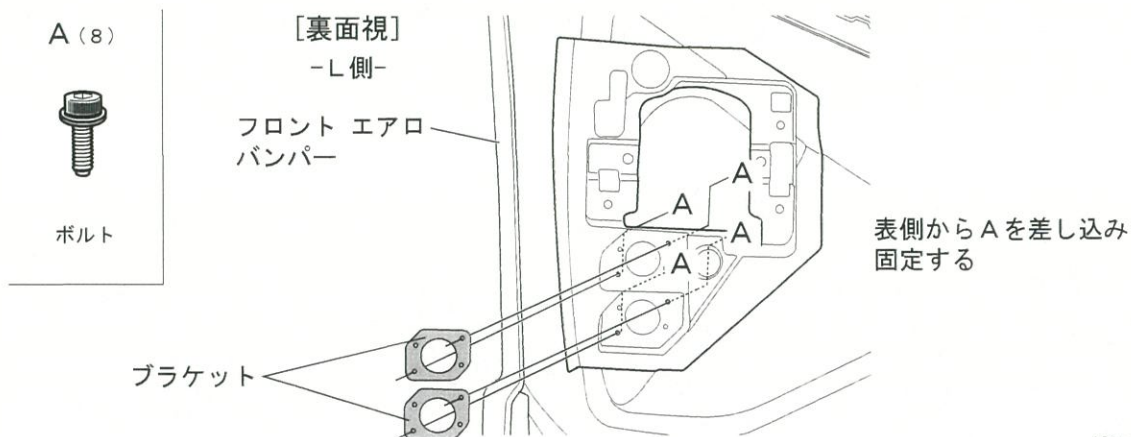 A（8）
ボルト
［裏面視］
-L側-
フロント エアロ
バンパー
A
A
A
A
表側からAを差し込み
固定する
ブラケット